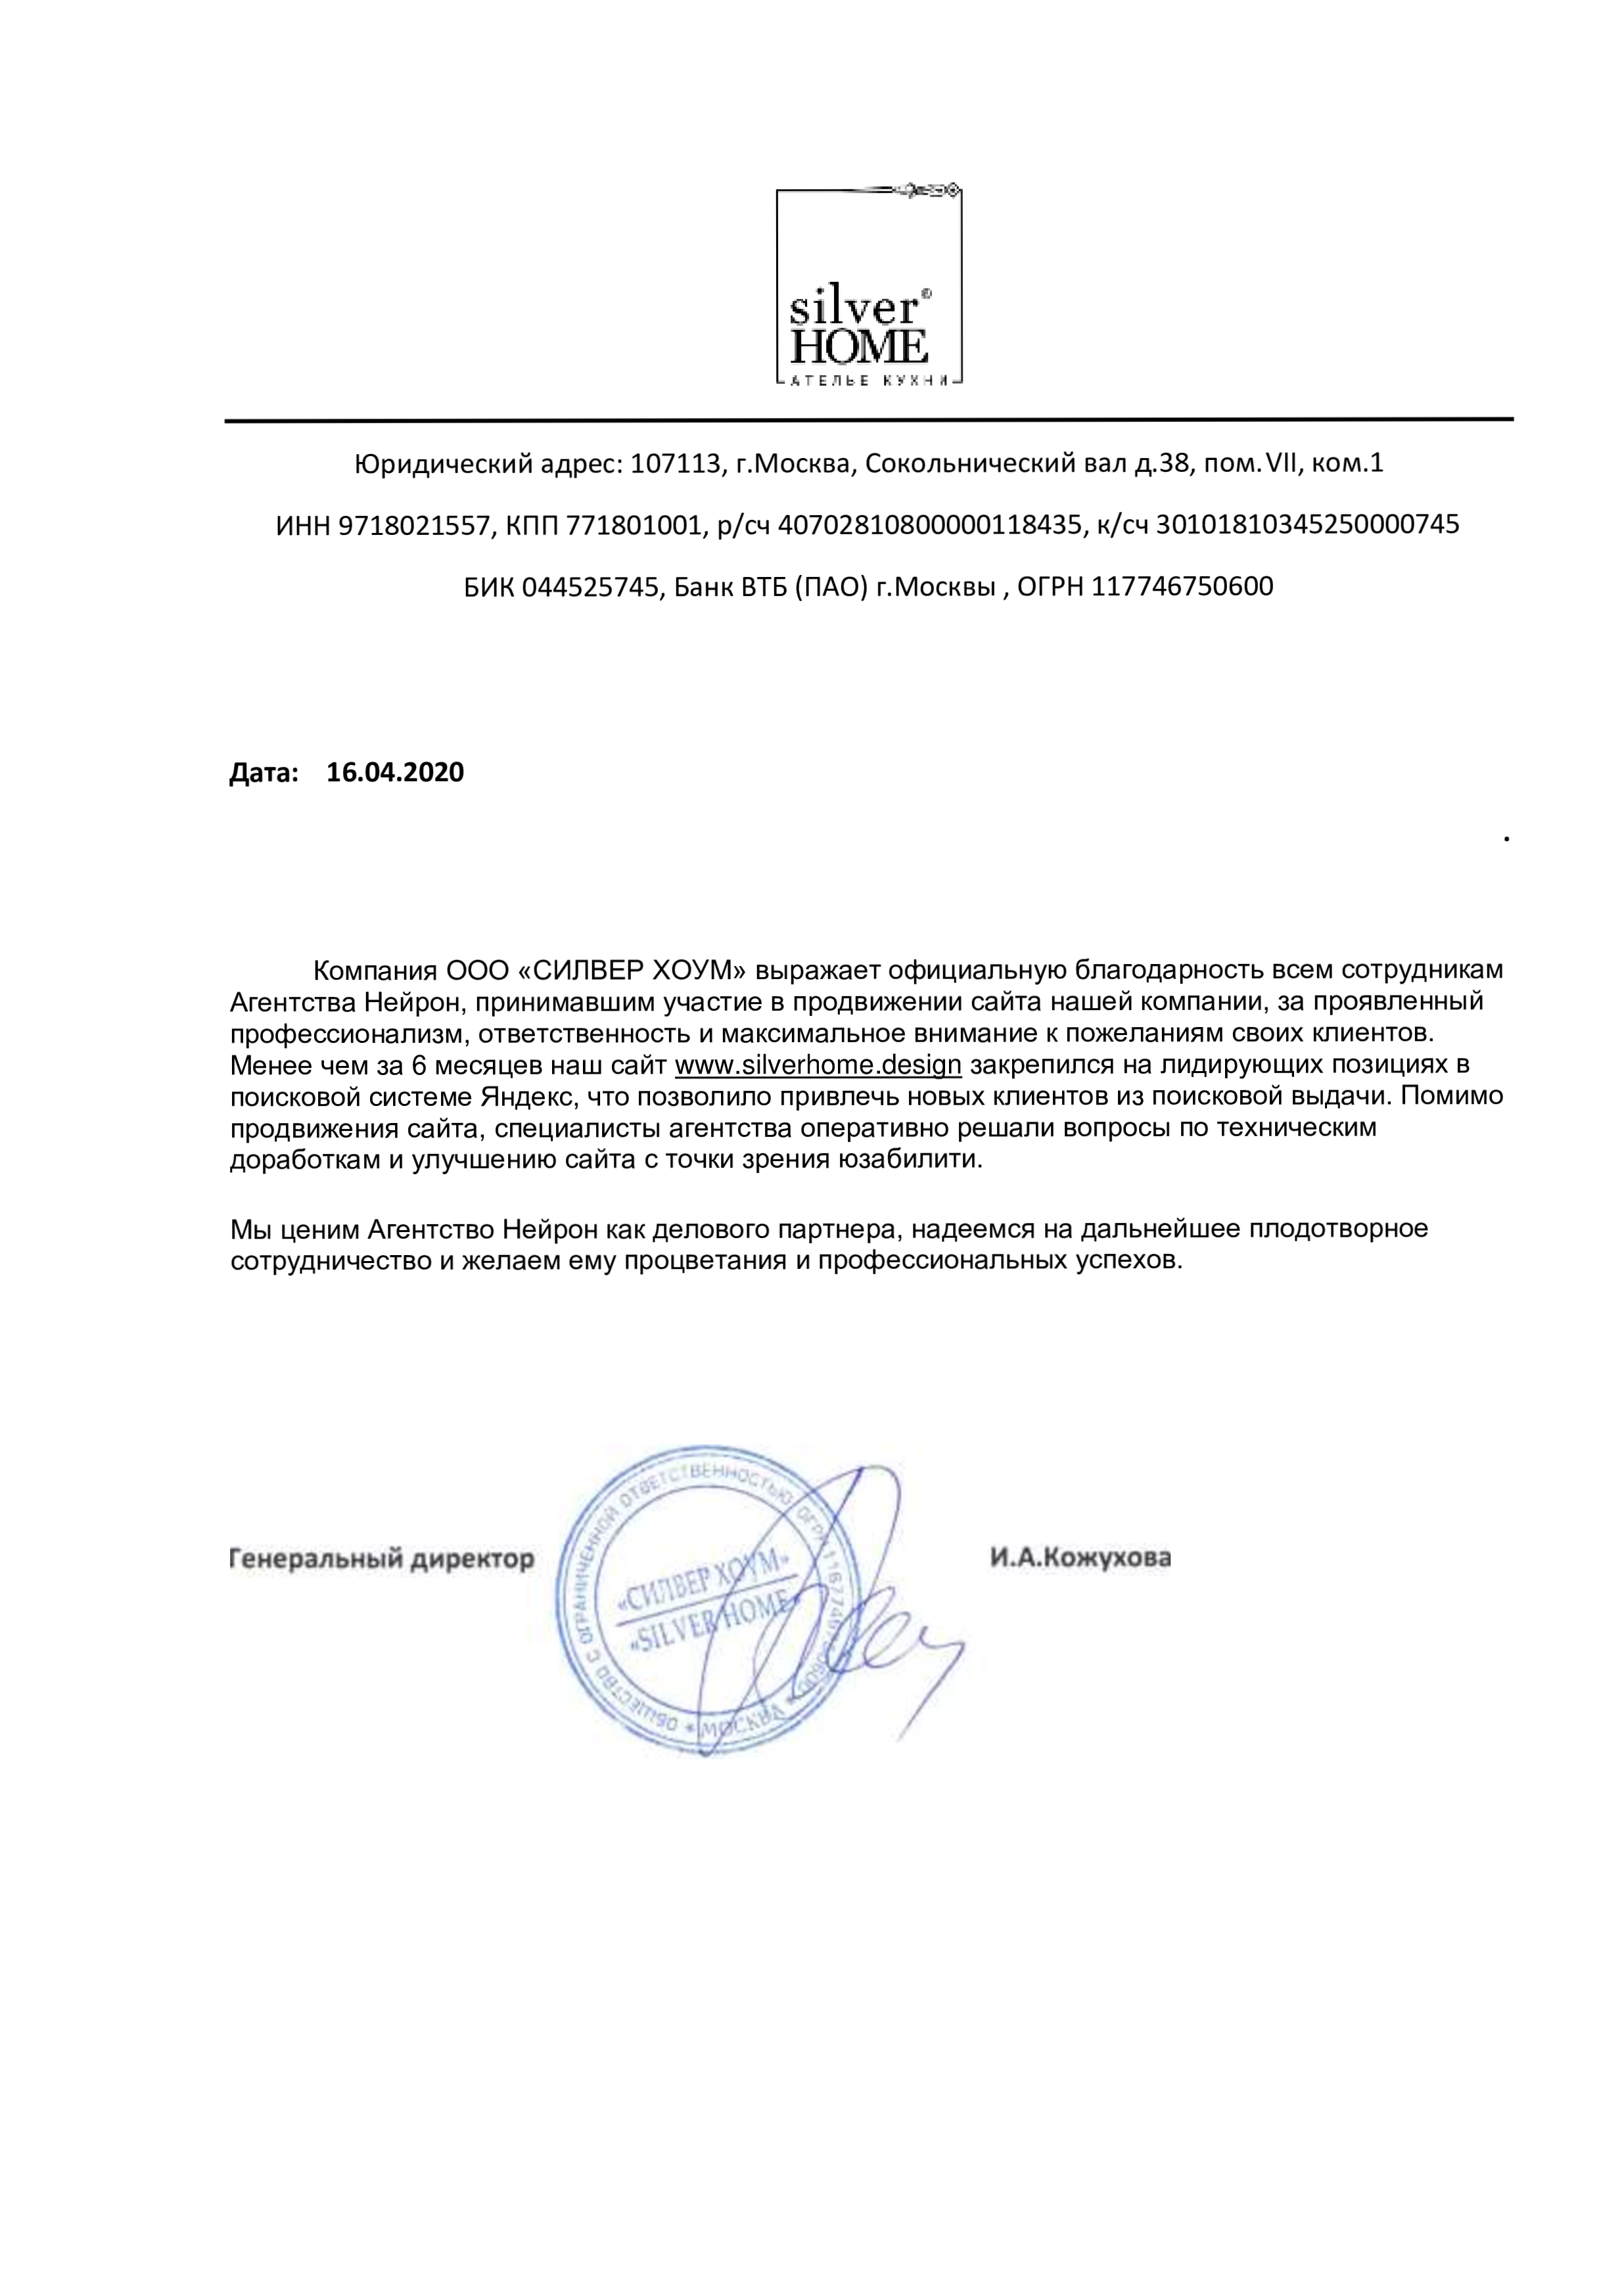 silver®
HOME
АТЕЛЬЕ КУХНИ
Юридический адрес: 107113, г.Москва, Сокольнический вал д.38, пом.VII, ком.1
ИНН 9718021557, КПП 771801001, р/сч 40702810800000118435, к/сч 30101810345250000745
БИК 044525745, Банк ВТБ (ПАО) г.Москвы , ОГРН 117746750600
Дата: 16.04.2020
.
Компания ООО «СИЛВЕР ХОУМ» выражает официальную благодарность всем сотрудникам
Агентства Нейрон, принимавшим участие в продвижении сайта нашей компании, за проявленный
профессионализм, ответственность и максимальное внимание к пожеланиям своих клиентов.
Менее чем за 6 месяцев наш сайт www.silverhome.design закрепился на лидирующих позициях в
поисковой системе Яндекс, что позволило привлечь новых клиентов из поисковой выдачи. Помимо
продвижения сайта, специалисты агентства оперативно решали вопросы по техническим
доработкам и улучшению сайта с точки зрения юзабилити.
Мы ценим Агентство Нейрон как делового партнера, надеемся на дальнейшее плодотворное
сотрудничество и желаем ему процветания и профессиональных успехов.
Генеральный директор И.А.Кожухова
ОБЩЕСТВО С ОГРАНИЧЕННОЙ ОТВЕТСТВЕННОСТЬЮ ОГРН
«СИЛВЕР ХОУМ»
«SILVER HOME»
* МОСКВА *